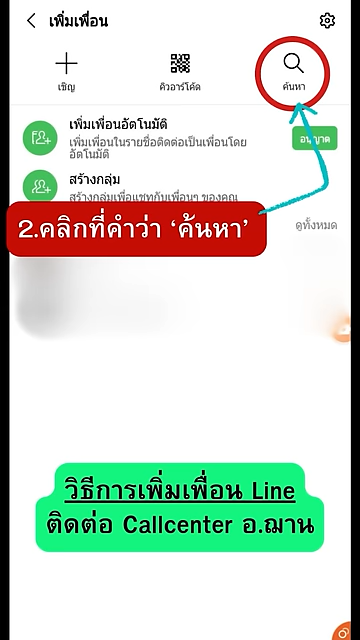 เพิ่มเพื่อน
เชิญ
คิวอาร์โค้ด
ค้นหา
เพิ่มเพื่อนอัตโนมัติ
เพิ่มเพื่อนในรายชื่อติดต่อเป็นเพื่อนโดย
อัตโนมัติ
อนุญาต
สร้างกลุ่ม
สร้างกลุ่มเพื่อแชทกับเพื่อนๆ ของคุณ
2.คลิกที่คำว่า ‘ค้นหา’
ดูทั้งหมด
วิธีการเพิ่มเพื่อน Line
ติดต่อ Callcenter อ.ฌาน